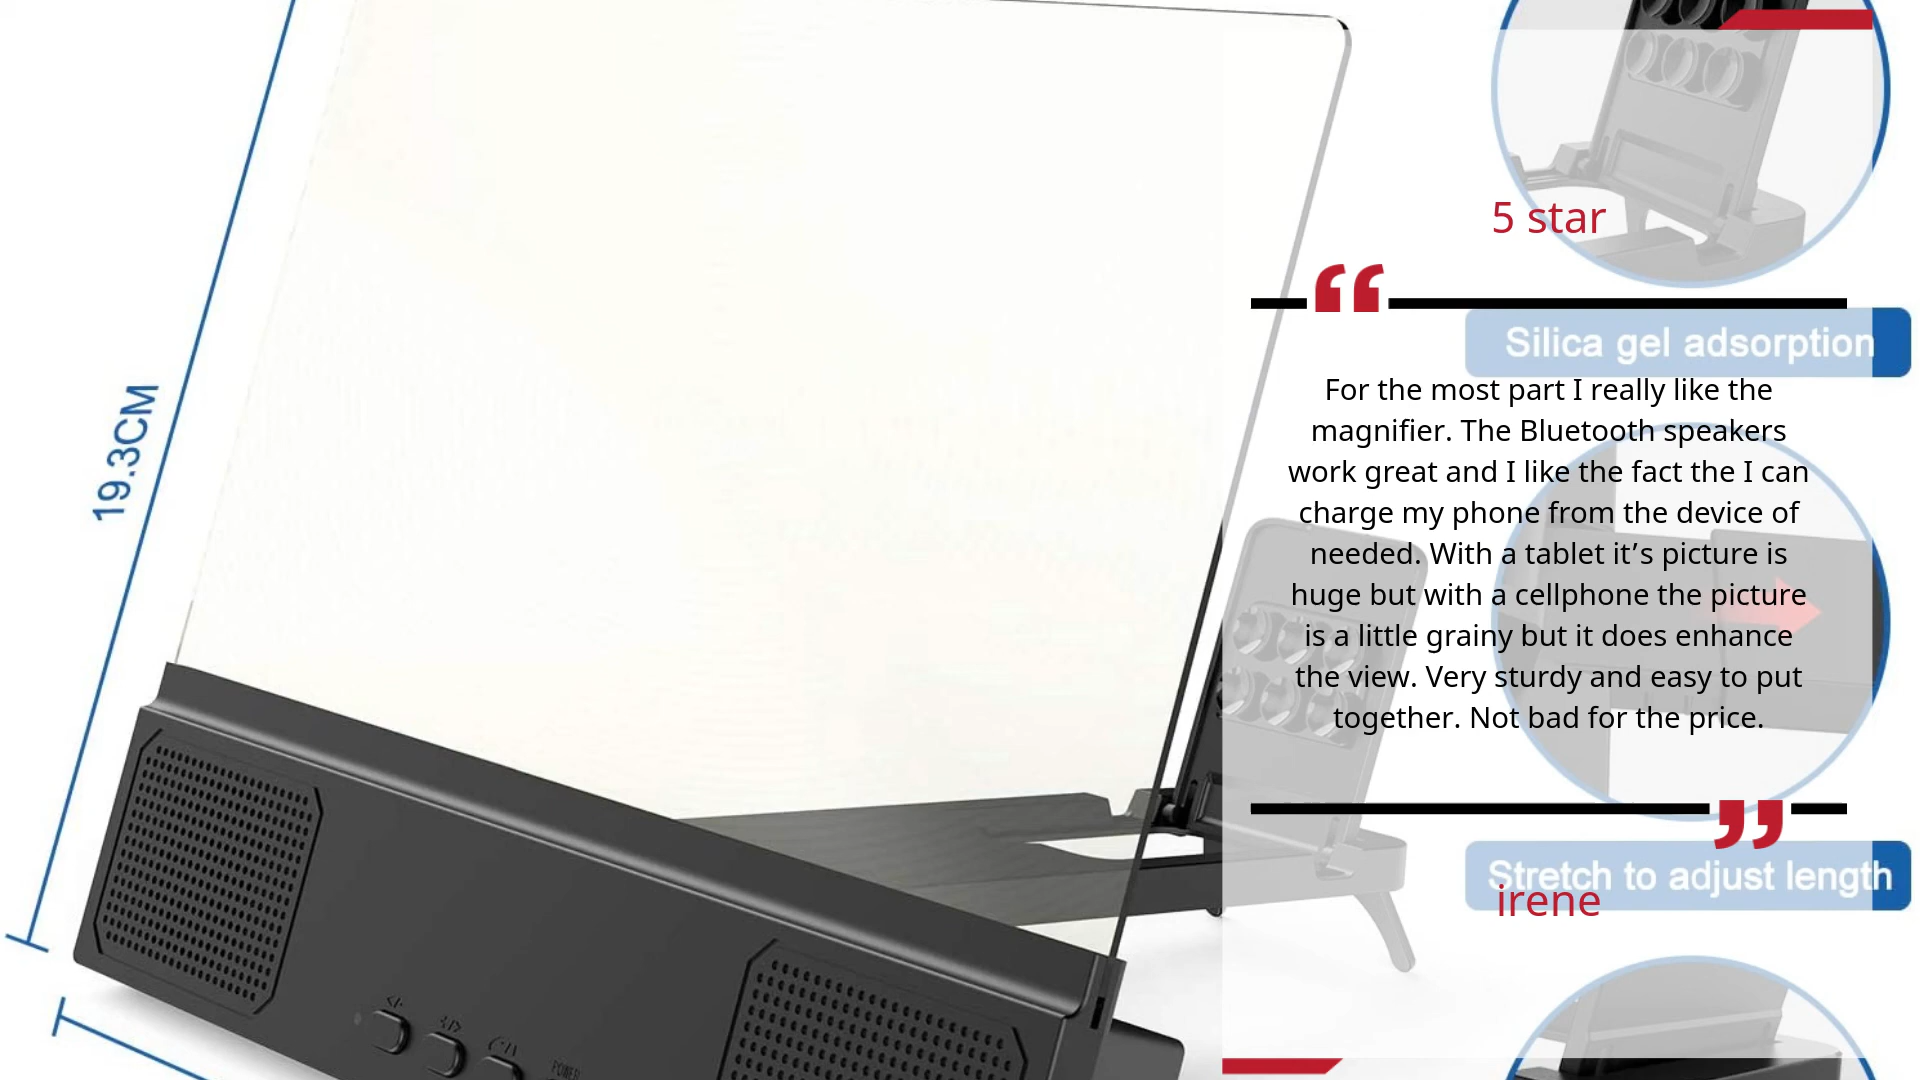 19.3CM
5 star
“
Silica gel adsorption
For the most part I really like the
magnifier. The Bluetooth speakers
work great and I like the fact the I can
charge my phone from the device of
needed. With a tablet it’s picture is
huge but with a cellphone the picture
is a little grainy but it does enhance
the view. Very sturdy and easy to put
together. Not bad for the price.
”
Stretch to adjust length
irene
POWER